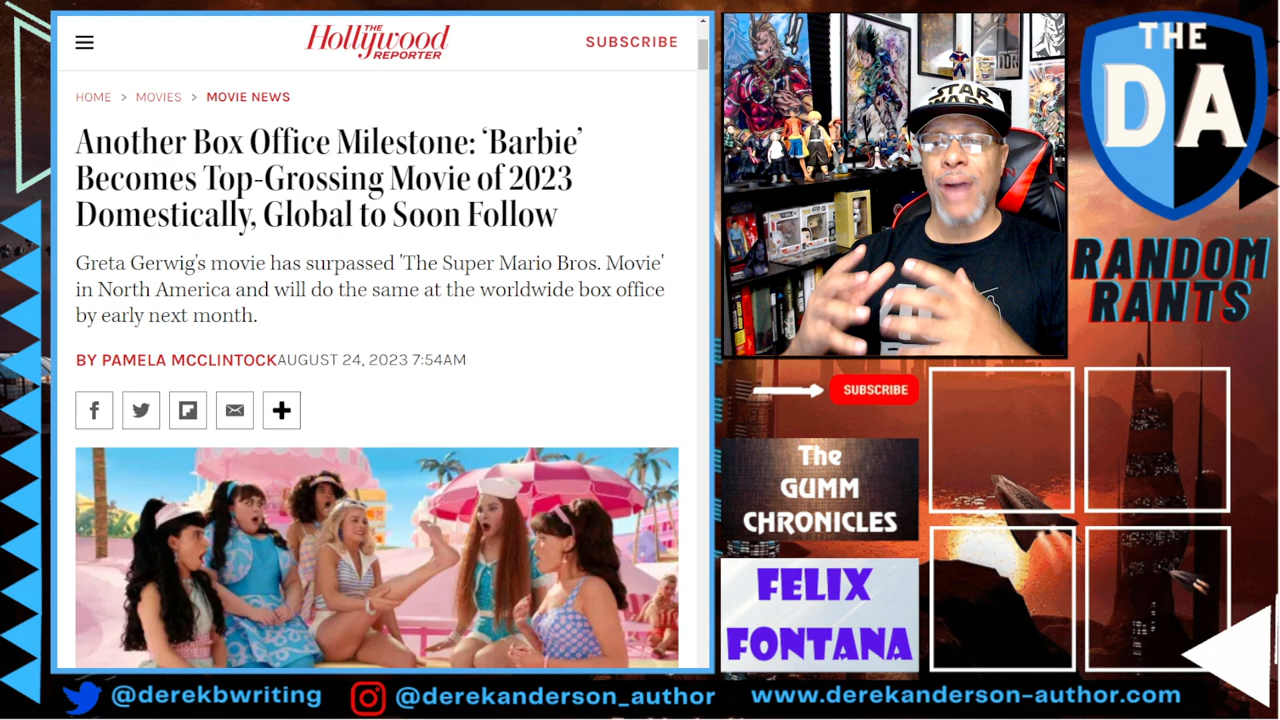 THE
Hollywood
REPORTER
SUBSCRIBE
HOME > MOVIES > MOVIE NEWS
Another Box Office Milestone: ‘Barbie’
Becomes Top-Grossing Movie of 2023
Domestically, Global to Soon Follow
Greta Gerwig's movie has surpassed 'The Super Mario Bros. Movie'
in North America and will do the same at the worldwide box office
by early next month.
BY PAMELA MCCLINTOCKAUGUST 24, 2023 7:54AM
STAR
WARS
THE
DA
RANDOM
RANTS
SUBSCRIBE
The
GUMM
CHRONICLES
FELIX
FONTANA
@derekbwriting
@derekanderson_author
www.derekanderson-author.com